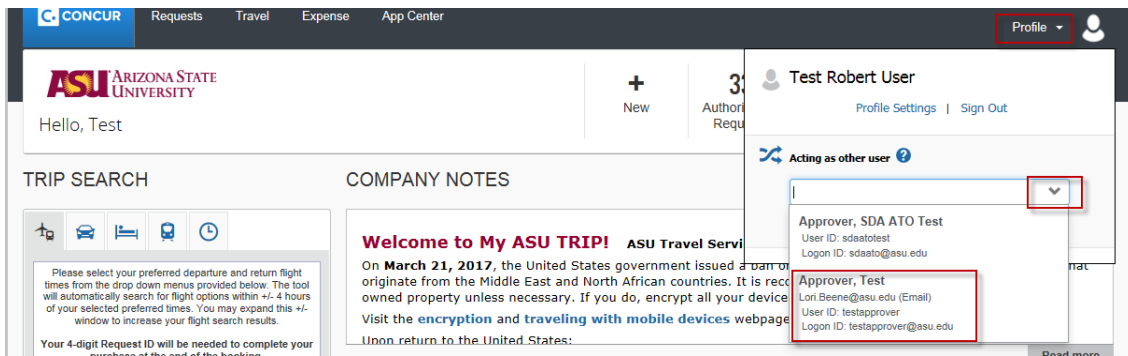 C. CONCUR Requests Travel Expense App Center
Profile
ARIZONA STATE
ASU UNIVERSITY
Hello, Test
+
New
33
Authori
Requ
Test Robert User
Profile Settings | Sign Out
Acting as other user ?
Approver, SDA ATO Test
User ID: sdaatotest
Logon ID: sdaato@asu.edu
Approver, Test
Lori.Beene@asu.edu (Email)
User ID: testapprover
Logon ID: testapprover@asu.edu
TRIP SEARCH
Please select your preferred departure and return flight
times from the drop down menus provided below. The tool
will automatically search for flight options within +/- 4 hours
of your selected preferred times. You may expand this +/-
window to increase your flight search results.
Your 4-digit Request ID will be needed to complete your
purchase at the end of the booking
COMPANY NOTES
Welcome to My ASU TRIP! ASU Travel Servi
On March 21, 2017, the United States government issued a ban o hat
originate from the Middle East and North African countries. It is reco
owned property unless necessary. If you do, encrypt all your device
Visit the encryption and traveling with mobile devices webpage
Upon return to the United States:
Read more